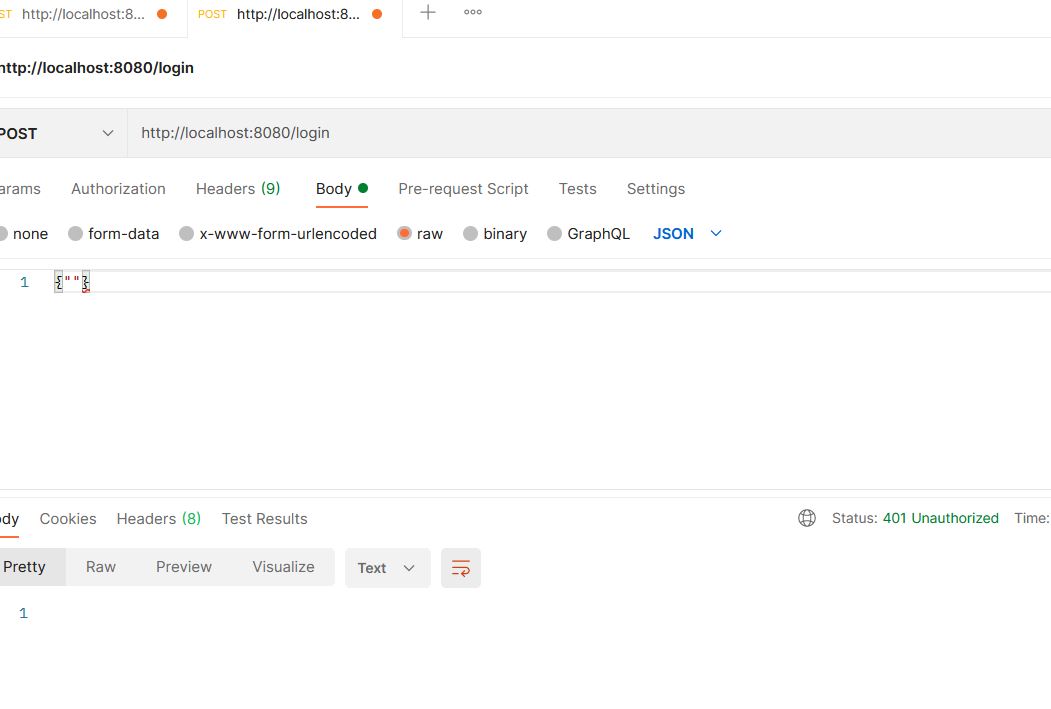 ST http://localhost:8... POST http://localhost:8...
http://localhost:8080/login
POST http://localhost:8080/login
arams Authorization Headers (9) Body Pre-request Script Tests Settings
none form-data x-www-form-urlencoded raw binary GraphQL JSON
1 {""}
ody Cookies Headers (8) Test Results Status: 401 Unauthorized Time:
Pretty Raw Preview Visualize Text
1